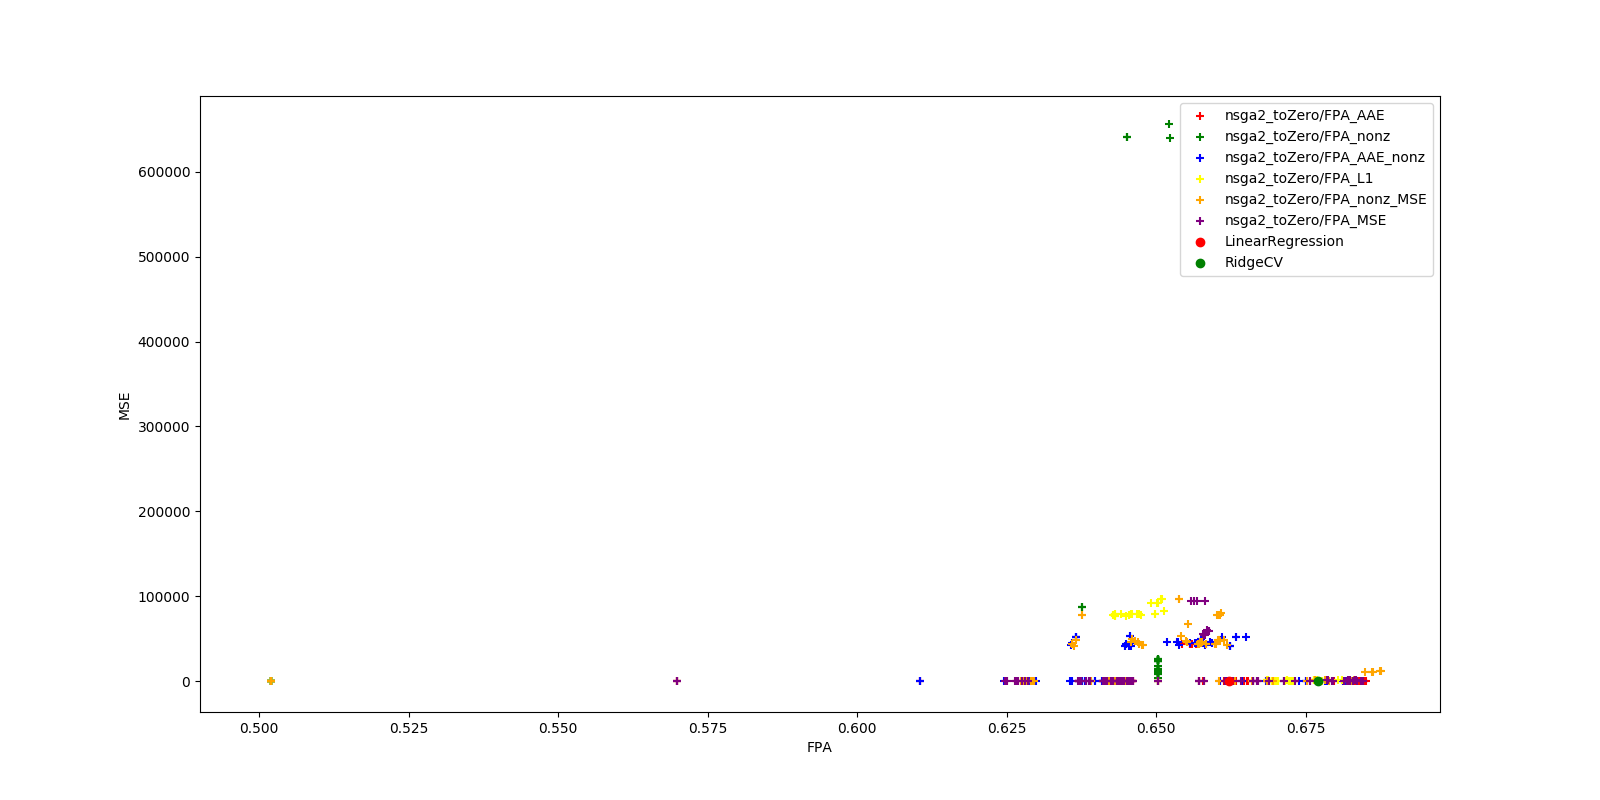 600000
500000
400000
300000
200000
100000
0
MSE
0.500
0.525
0.550
0.575
0.600
0.625
0.650
0.675
FPA
nsga2_toZero/FPA_AAE
nsga2_toZero/FPA_nonz
nsga2_toZero/FPA_AAE_nonz
nsga2_toZero/FPA_L1
nsga2_toZero/FPA_nonz_MSE
nsga2_toZero/FPA_MSE
LinearRegression
RidgeCV